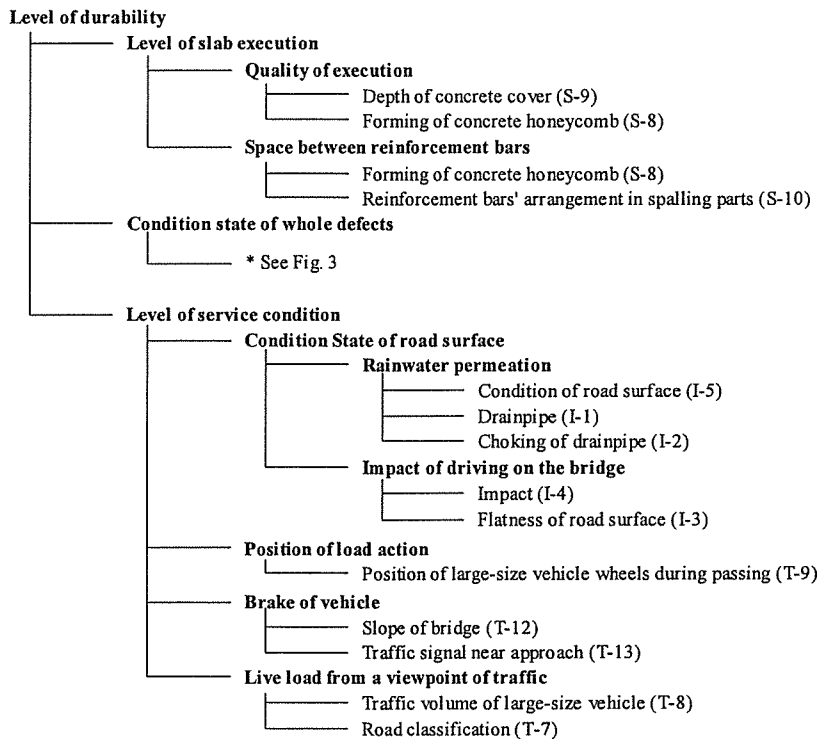 Level of durability
Level of slab execution
Quality of execution
Depth of concrete cover (S-9)
Forming of concrete honeycomb (S-8)
Space between reinforcement bars
Forming of concrete honeycomb (S-8)
Reinforcement bars' arrangement in spalling parts (S-10)
Condition state of whole defects
* See Fig. 3
Level of service condition
Condition State of road surface
Rainwater permeation
Condition of road surface (I-5)
Drainpipe (I-1)
Choking of drainpipe (I-2)
Impact of driving on the bridge
Impact (I-4)
Flatness of road surface (I-3)
Position of load action
Position of large-size vehicle wheels during passing (T-9)
Brake of vehicle
Slope of bridge (T-12)
Traffic signal near approach (T-13)
Live load from a viewpoint of traffic
Traffic volume of large-size vehicle (T-8)
Road classification (T-7)